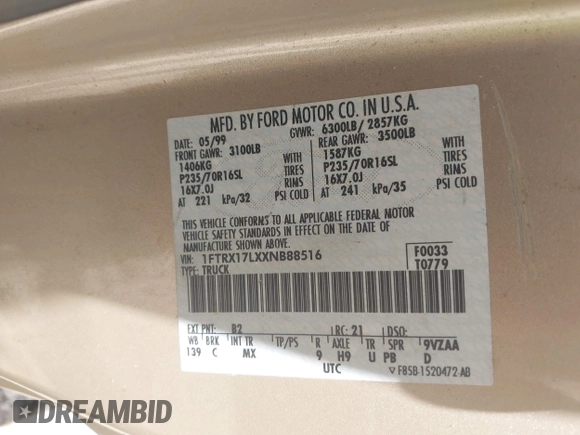 MFD. BY FORD MOTOR CO. IN U.S.A.
DATE: 05/99 GVWR: 6300LB/ 2857KG
FRONT GAWR: 3100LB REAR GAWR: 3500LB
1406KG WITH 1587KG WITH
P235/70R16SL TIRES P235/70R16SL TIRES
16X7.0J RIMS 16X7.0J RIMS
AT 221 kPa/32 PSI COLD AT 241 kPa/35 PSI COLD
THIS VEHICLE CONFORMS TO ALL APPLICABLE FEDERAL MOTOR
VEHICLE SAFETY STANDARDS IN EFFECT ON THE DATE OF
MANUFACTURE SHOWN ABOVE.
VIN: 1FTRX17LXXNB88516 F0033
TYPE: TRUCK T0779
EXT PNT: B2 RC: 21 DSO:
WB BRK INT TR TP/PS R AXLE TR SPR 9VZAA
139 C MX 9 H9 U PB D
UTC F85B-1520472-AB
DREAMBID